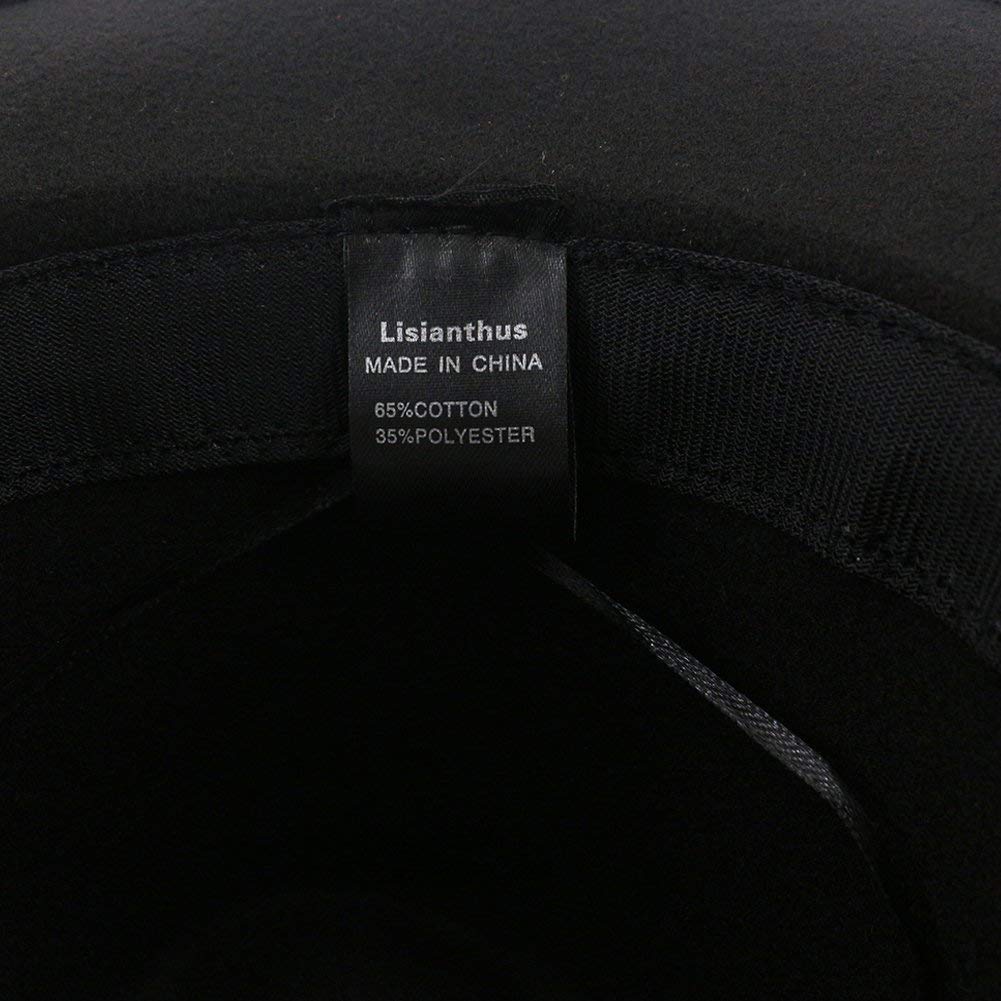 Lisianthus
MADE IN CHINA
65%COTTON
35%POLYESTER